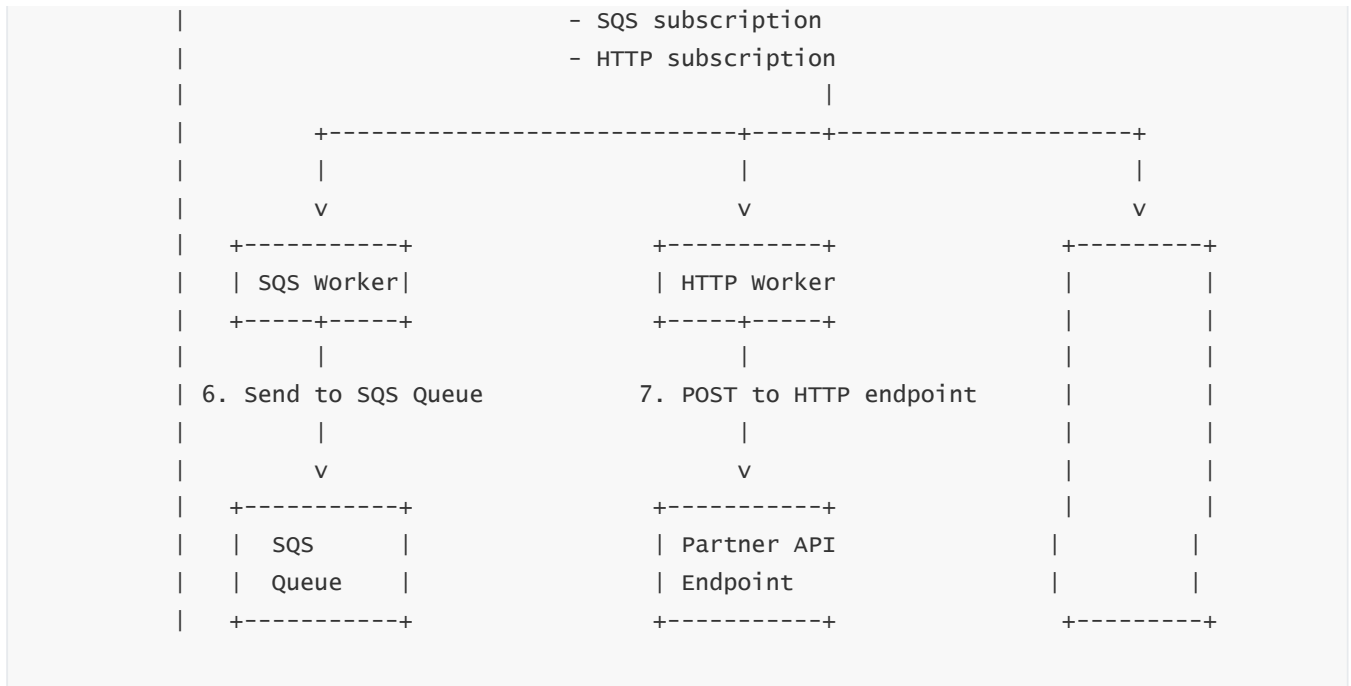 |                           - SQS subscription
|                           - HTTP subscription
|                                              |
|         +-----------------------------+-----+---------------------+
|         |                             |                           |
|         v                             v                           v
|   +-----------+                 +-----------+                +---------+
|   | SQS Worker|                 | HTTP Worker                |         |
|   +-----+-----+                 +-----+-----+                |         |
|         |                             |                      |         |
| 6. Send to SQS Queue           7. POST to HTTP endpoint      |         |
|         |                             |                      |         |
|         v                             v                      |         |
|   +-----------+                 +-----------+                |         |
|   |  SQS      |                 | Partner API               |         |
|   |  Queue    |                 | Endpoint                  |         |
|   +-----------+                 +-----------+                +---------+